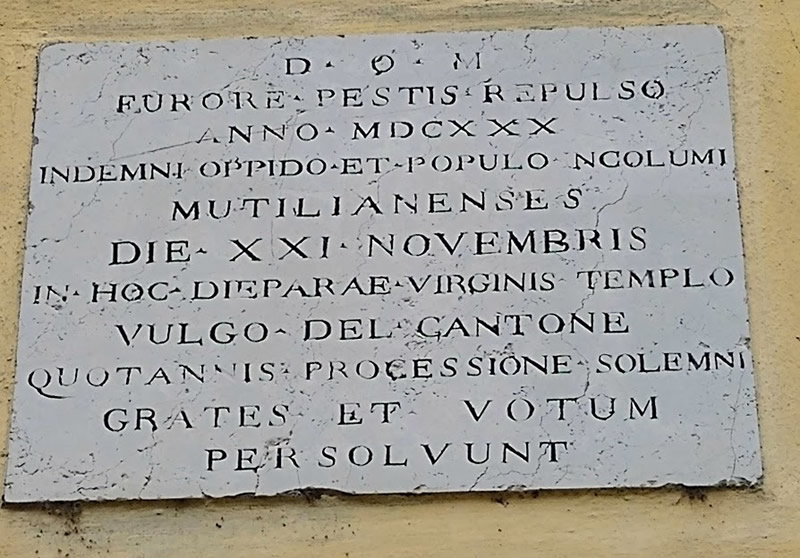 D · O · M
FURORE · PESTIS · REPULSO
ANNO · MDCXXX
INDEMNI · OPPIDO · ET · POPULO NCOLUMI
MUTILIANENSES
DIE · XXI · NOVEMBRIS
IN · HOC · DIEPARAE · VIRGINIS TEMPLO
VULGO · DEL · CANTONE
QUOTANNIS · PROCESSIONE · SOLEMNI
GRATES ET · VOTUM
PERSOLVUNT